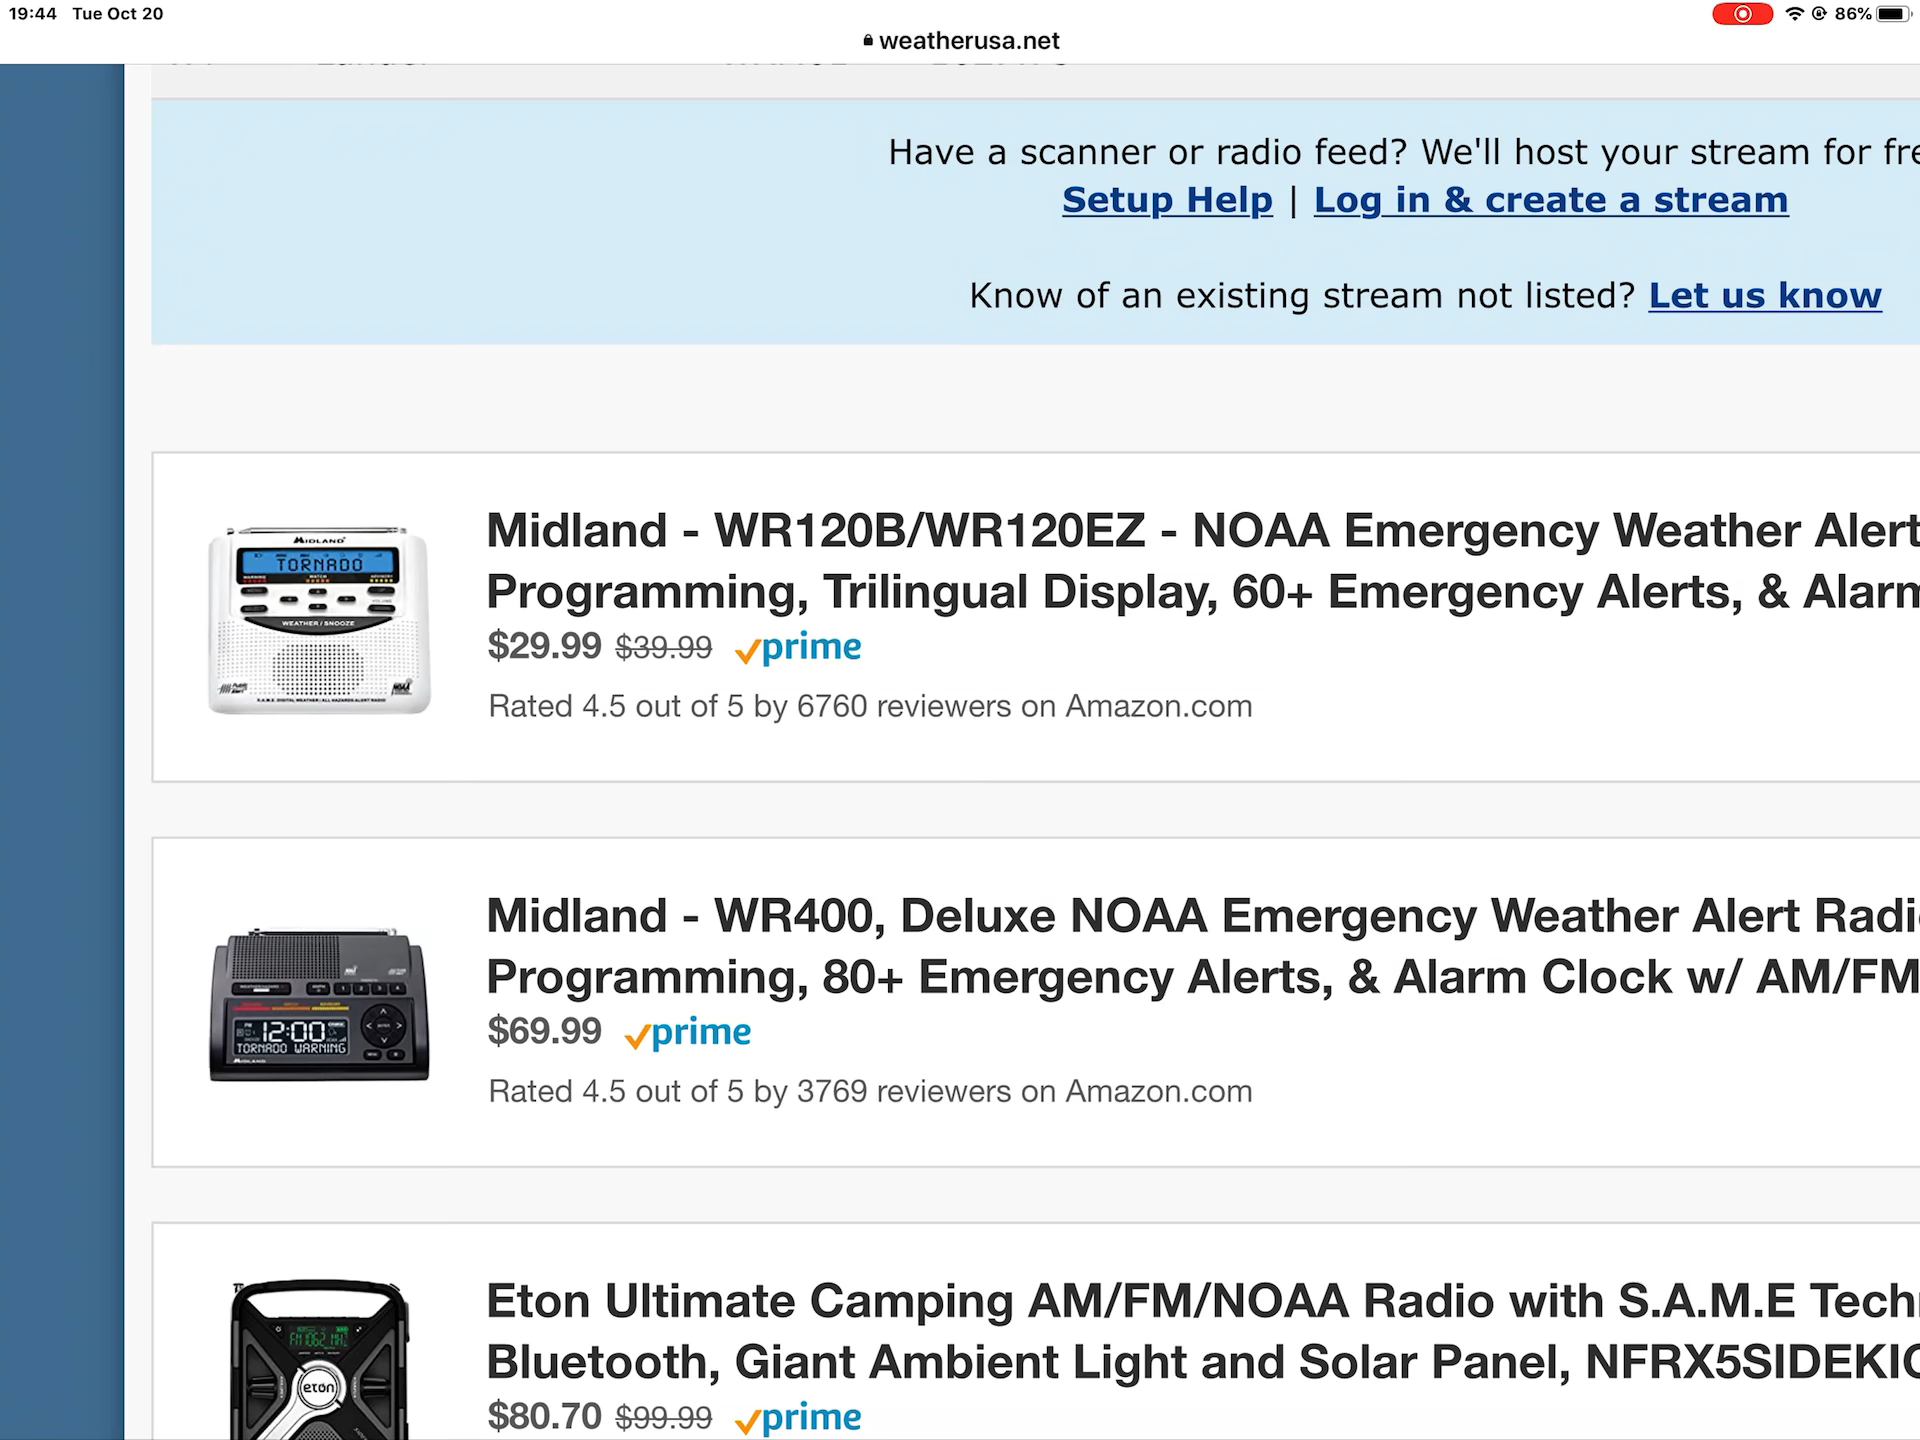 19:44 Tue Oct 20
86%
weatherusa.net
Have a scanner or radio feed? We'll host your stream for fre
Setup Help | Log in & create a stream
Know of an existing stream not listed? Let us know
MIDLAND
TORNADO
WARNING WATCH ADVISORY
WEATHER / SNOOZE
Midland - WR120B/WR120EZ - NOAA Emergency Weather Alert
Programming, Trilingual Display, 60+ Emergency Alerts, & Alarm
$29.99 $39.99 prime
Rated 4.5 out of 5 by 6760 reviewers on Amazon.com
12:00
TORNADO WARNING
MIDLAND
Midland - WR400, Deluxe NOAA Emergency Weather Alert Radi
Programming, 80+ Emergency Alerts, & Alarm Clock w/ AM/FM
$69.99 prime
Rated 4.5 out of 5 by 3769 reviewers on Amazon.com
eton
Eton Ultimate Camping AM/FM/NOAA Radio with S.A.M.E Techn
Bluetooth, Giant Ambient Light and Solar Panel, NFRX5SIDEKIC
$80.70 $99.99 prime